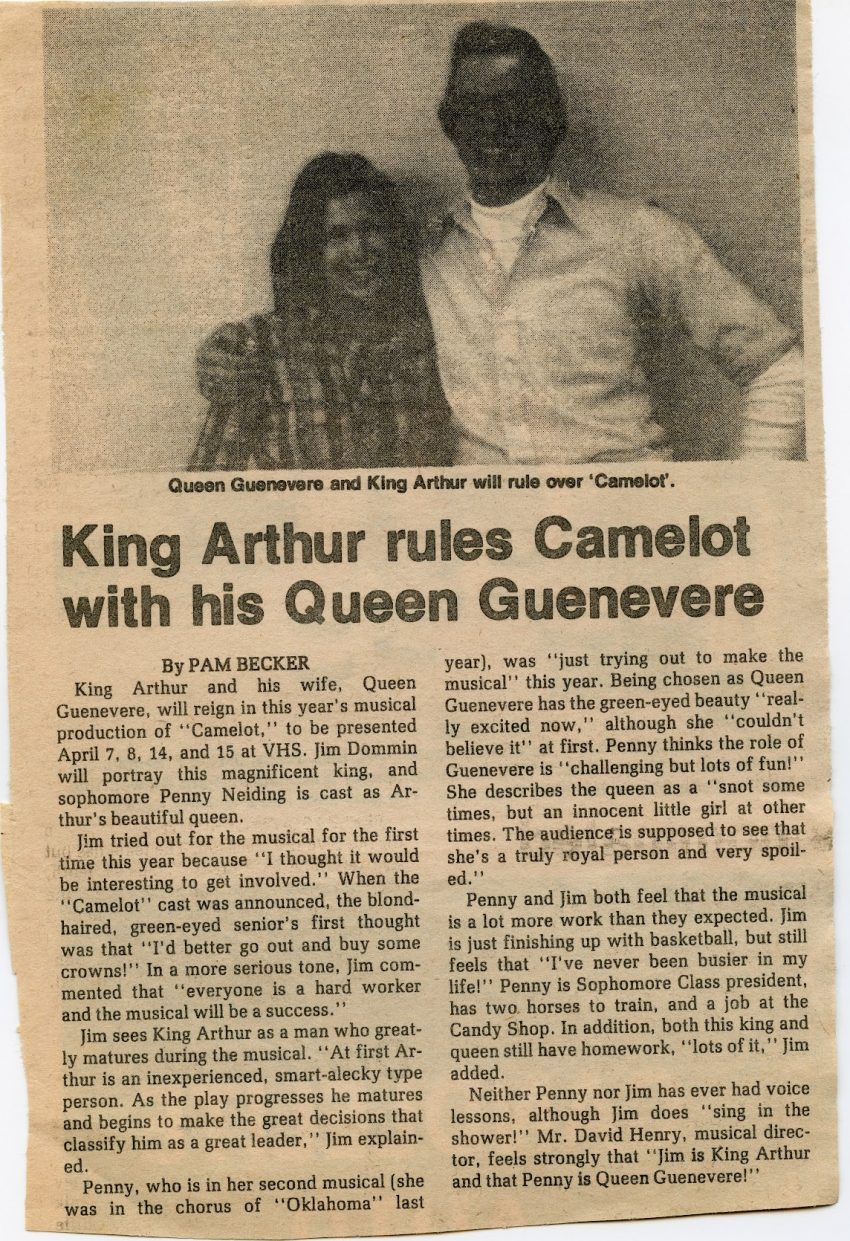 Queen Guenevere and King Arthur will rule over 'Camelot'.
King Arthur rules Camelot
with his Queen Guenevere
By PAM BECKER
King Arthur and his wife, Queen
Guenevere, will reign in this year's musical
production of "Camelot," to be presented
April 7, 8, 14, and 15 at VHS. Jim Dommin
will portray this magnificent king, and
sophomore Penny Neiding is cast as Ar-
thur's beautiful queen.
Jim tried out for the musical for the first
time this year because "I thought it would
be interesting to get involved." When the
"Camelot" cast was announced, the blond-
haired, green-eyed senior's first thought
was that "I'd better go out and buy some
crowns!" In a more serious tone, Jim com-
mented that "everyone is a hard worker
and the musical will be a success."
Jim sees King Arthur as a man who great-
ly matures during the musical. "At first Ar-
thur is an inexperienced, smart-alecky type
person. As the play progresses he matures
and begins to make the great decisions that
classify him as a great leader," Jim explain-
ed.
Penny, who is in her second musical (she
was in the chorus of "Oklahoma" last
year), was "just trying out to make the
musical" this year. Being chosen as Queen
Guenevere has the green-eyed beauty "real-
ly excited now," although she "couldn't
believe it" at first. Penny thinks the role of
Guenevere is "challenging but lots of fun!"
She describes the queen as a "snot some
times, but an innocent little girl at other
times. The audience is supposed to see that
she's a truly royal person and very spoil-
ed."
Penny and Jim both feel that the musical
is a lot more work than they expected. Jim
is just finishing up with basketball, but still
feels that "I've never been busier in my
life!" Penny is Sophomore Class president,
has two horses to train, and a job at the
Candy Shop. In addition, both this king and
queen still have homework, "lots of it," Jim
added.
Neither Penny nor Jim has ever had voice
lessons, although Jim does "sing in the
shower!" Mr. David Henry, musical direc-
tor, feels strongly that "Jim is King Arthur
and that Penny is Queen Guenevere!"